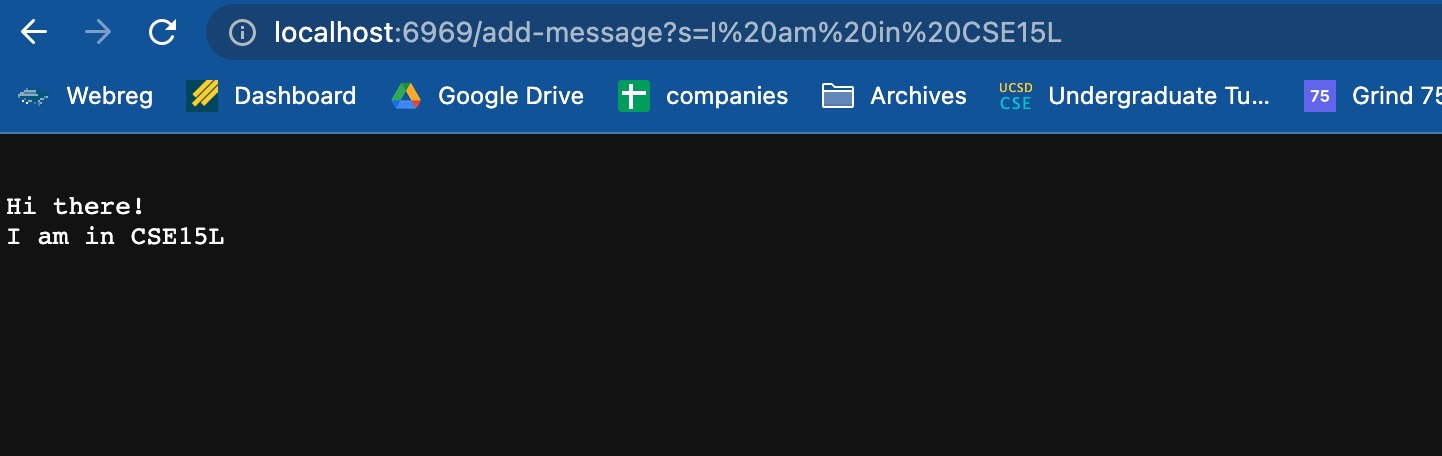 localhost:6969/add-message?s=I%20am%20in%20CSE15L
Webreg Dashboard Google Drive companies Archives UCSD CSE Undergraduate Tu... 75 Grind 75
Hi there!
I am in CSE15L